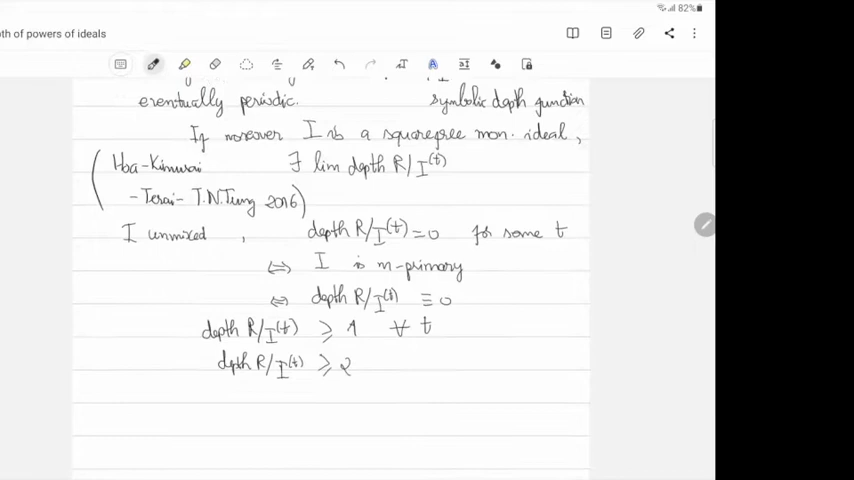 82%
th of powers of ideals
eventually periodic. symbolic depth function
If moreover I is a squarefree mon. ideal,
(Hoa-Kimura ∃ lim depth R/I^(t)
-Terai- T.N.Trung 2016)
I unmixed , depth R/I^(t) = 0 for some t
⇔ I is m-primary
⇔ depth R/I^(t) ≡ 0
depth R/I^(t) ⩾ 1 ∀ t
depth R/I^(t) ⩾ 2